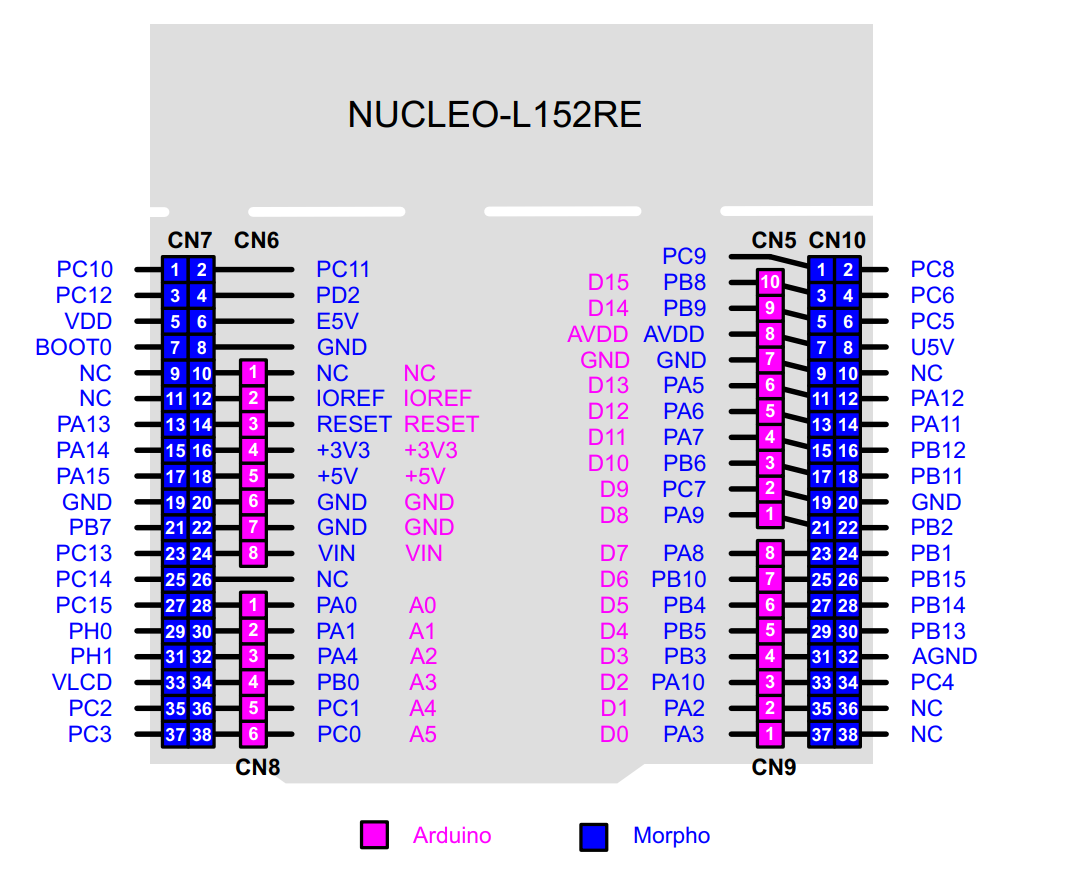 NUCLEO-L152RE
CN7 CN6 CN5 CN10
PC9
PC10 1 2 PC11 1 2 PC8
D15 PB8 10
PC12 3 4 PD2 3 4 PC6
D14 PB9 9
VDD 5 6 E5V 5 6 PC5
AVDD AVDD 8
BOOT0 7 8 GND 7 8 U5V
GND GND 7
NC 9 10 1 NC NC 9 10 NC
D13 PA5 6
NC 11 12 2 IOREF IOREF 11 12 PA12
D12 PA6 5
PA13 13 14 3 RESET RESET 13 14 PA11
D11 PA7 4
PA14 15 16 4 +3V3 +3V3 15 16 PB12
D10 PB6 3
PA15 17 18 5 +5V +5V 17 18 PB11
D9 PC7 2
GND 19 20 6 GND GND 19 20 GND
D8 PA9 1
PB7 21 22 7 GND GND 21 22 PB2
PC13 23 24 8 VIN VIN D7 PA8 8 23 24 PB1
PC14 25 26 NC D6 PB10 7 25 26 PB15
PC15 27 28 1 PA0 A0 D5 PB4 6 27 28 PB14
PH0 29 30 2 PA1 A1 D4 PB5 5 29 30 PB13
PH1 31 32 3 PA4 A2 D3 PB3 4 31 32 AGND
VLCD 33 34 4 PB0 A3 D2 PA10 3 33 34 PC4
PC2 35 36 5 PC1 A4 D1 PA2 2 35 36 NC
PC3 37 38 6 PC0 A5 D0 PA3 1 37 38 NC
CN8 CN9
Arduino Morpho